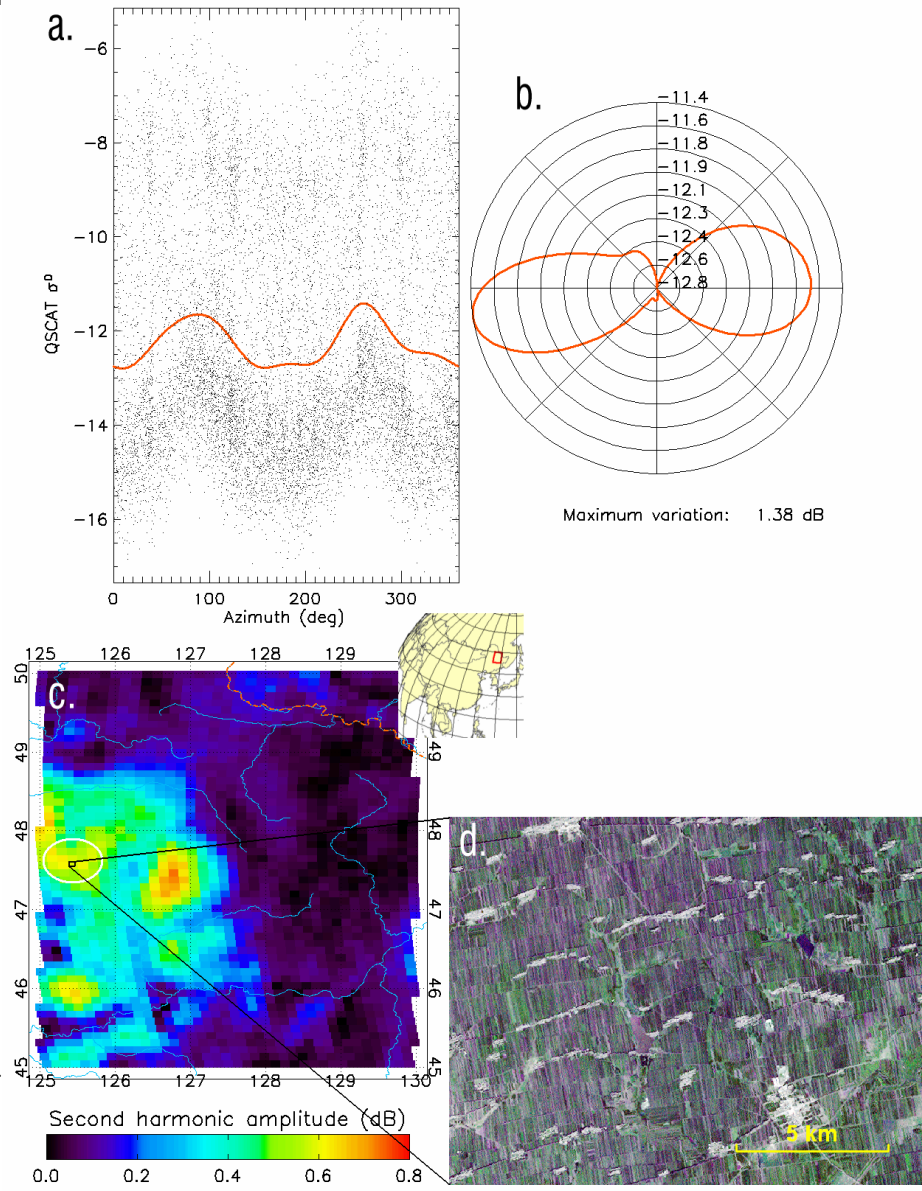 a.
-6
-8
-10
-12
-14
-16
QSCAT σ⁰
0 100 200 300
Azimuth (deg)
b.
-11.4
-11.6
-11.8
-11.9
-12.1
-12.3
-12.4
-12.6
-12.8
Maximum variation: 1.38 dB
125 126 127 128 129
c.
50
49
48
47
46
45
49
48
47
46
45
125 126 127 128 129 130
Second harmonic amplitude (dB)
0.0 0.2 0.4 0.6 0.8
d.
5 km